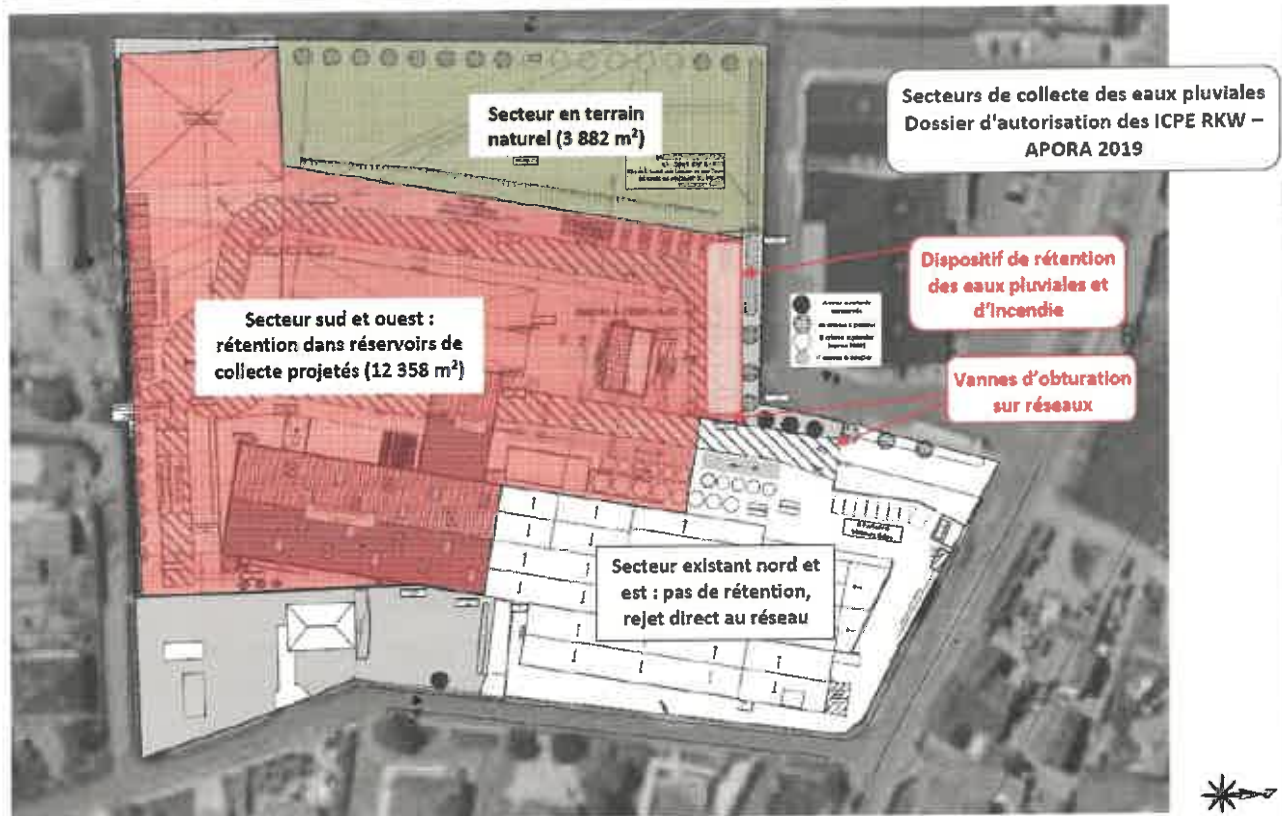 Secteur en terrain
naturel (3 882 m²)
Secteurs de collecte des eaux pluviales
Dossier d'autorisation des ICPE RKW –
APORA 2019
Dispositif de rétention
des eaux pluviales et
d'incendie
Secteur sud et ouest :
rétention dans réservoirs de
collecte projetés (12 358 m²)
Vannes d'obturation
sur réseaux
Secteur existant nord et
est : pas de rétention,
rejet direct au réseau